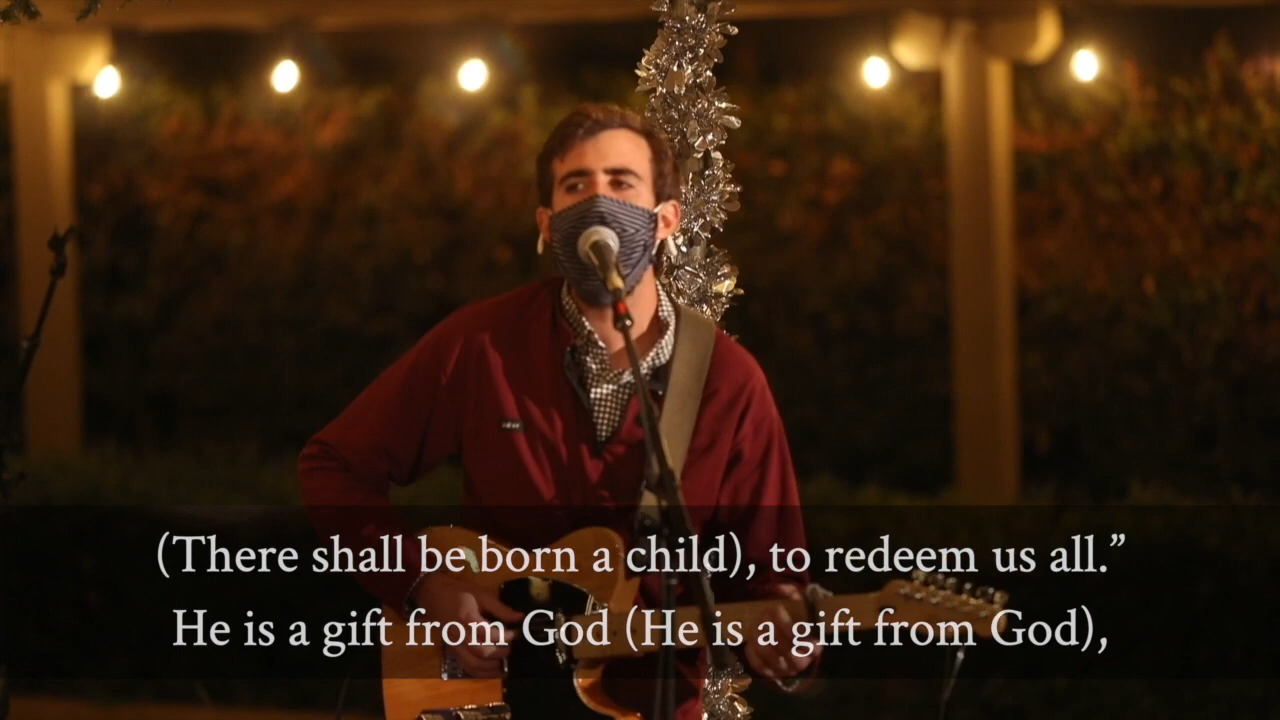 (There shall be born a child), to redeem us all.”
He is a gift from God (He is a gift from God),